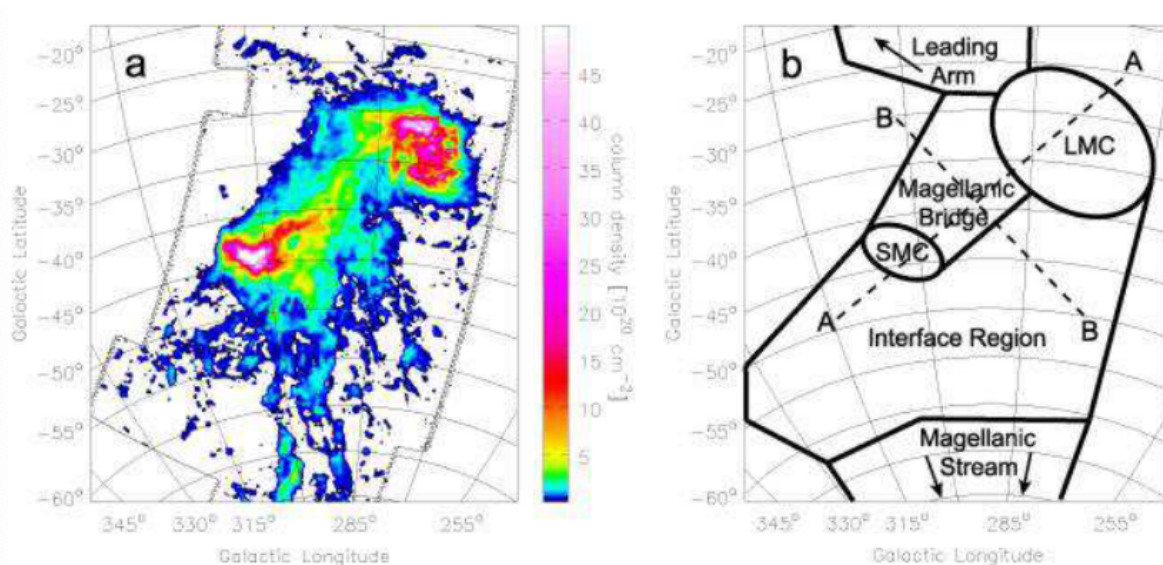 a
-20°
-25°
-30°
-35°
-40°
-45°
-50°
-55°
-60°
Galactic Latitude
345°
330°
315°
285°
255°
Galactic Longitude
45
40
35
30
25
20
15
10
5
column density [10²⁰ cm⁻²]
b
-20°
-25°
-30°
-35°
-40°
-45°
-50°
-55°
-60°
Galactic Latitude
Leading
Arm
A
B
LMC
Magellanic
Bridge
SMC
A
B
Interface Region
Magellanic
Stream
345°
330°
315°
285°
255°
Galactic Longitude